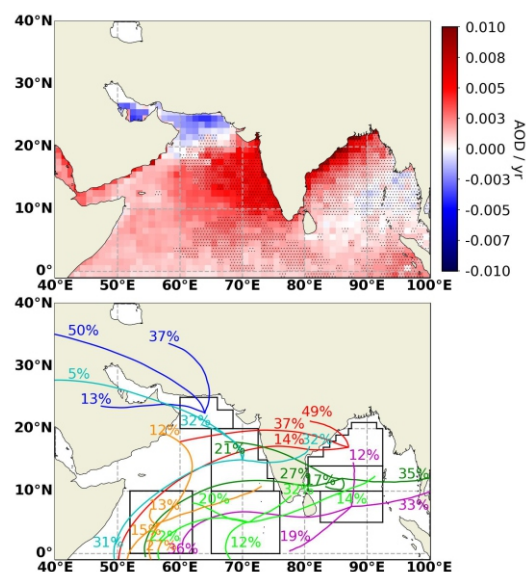 40°N
30°N
20°N
10°N
0°
40°E 50°E 60°E 70°E 80°E 90°E 100°E
0.010
0.007
0.005
0.003
0.000
-0.003
-0.005
-0.007
-0.010
AOD / yr
40°E 50°E 60°E 70°E 80°E 90°E 100°E
40°N
30°N
20°N
10°N
0°
50% 37%
5%
13% 32% 49%
12% 37%
21% 14% 32% 12%
27% 17% 35%
13% 20% 14% 33%
15% 22%
31% 36% 12% 19%